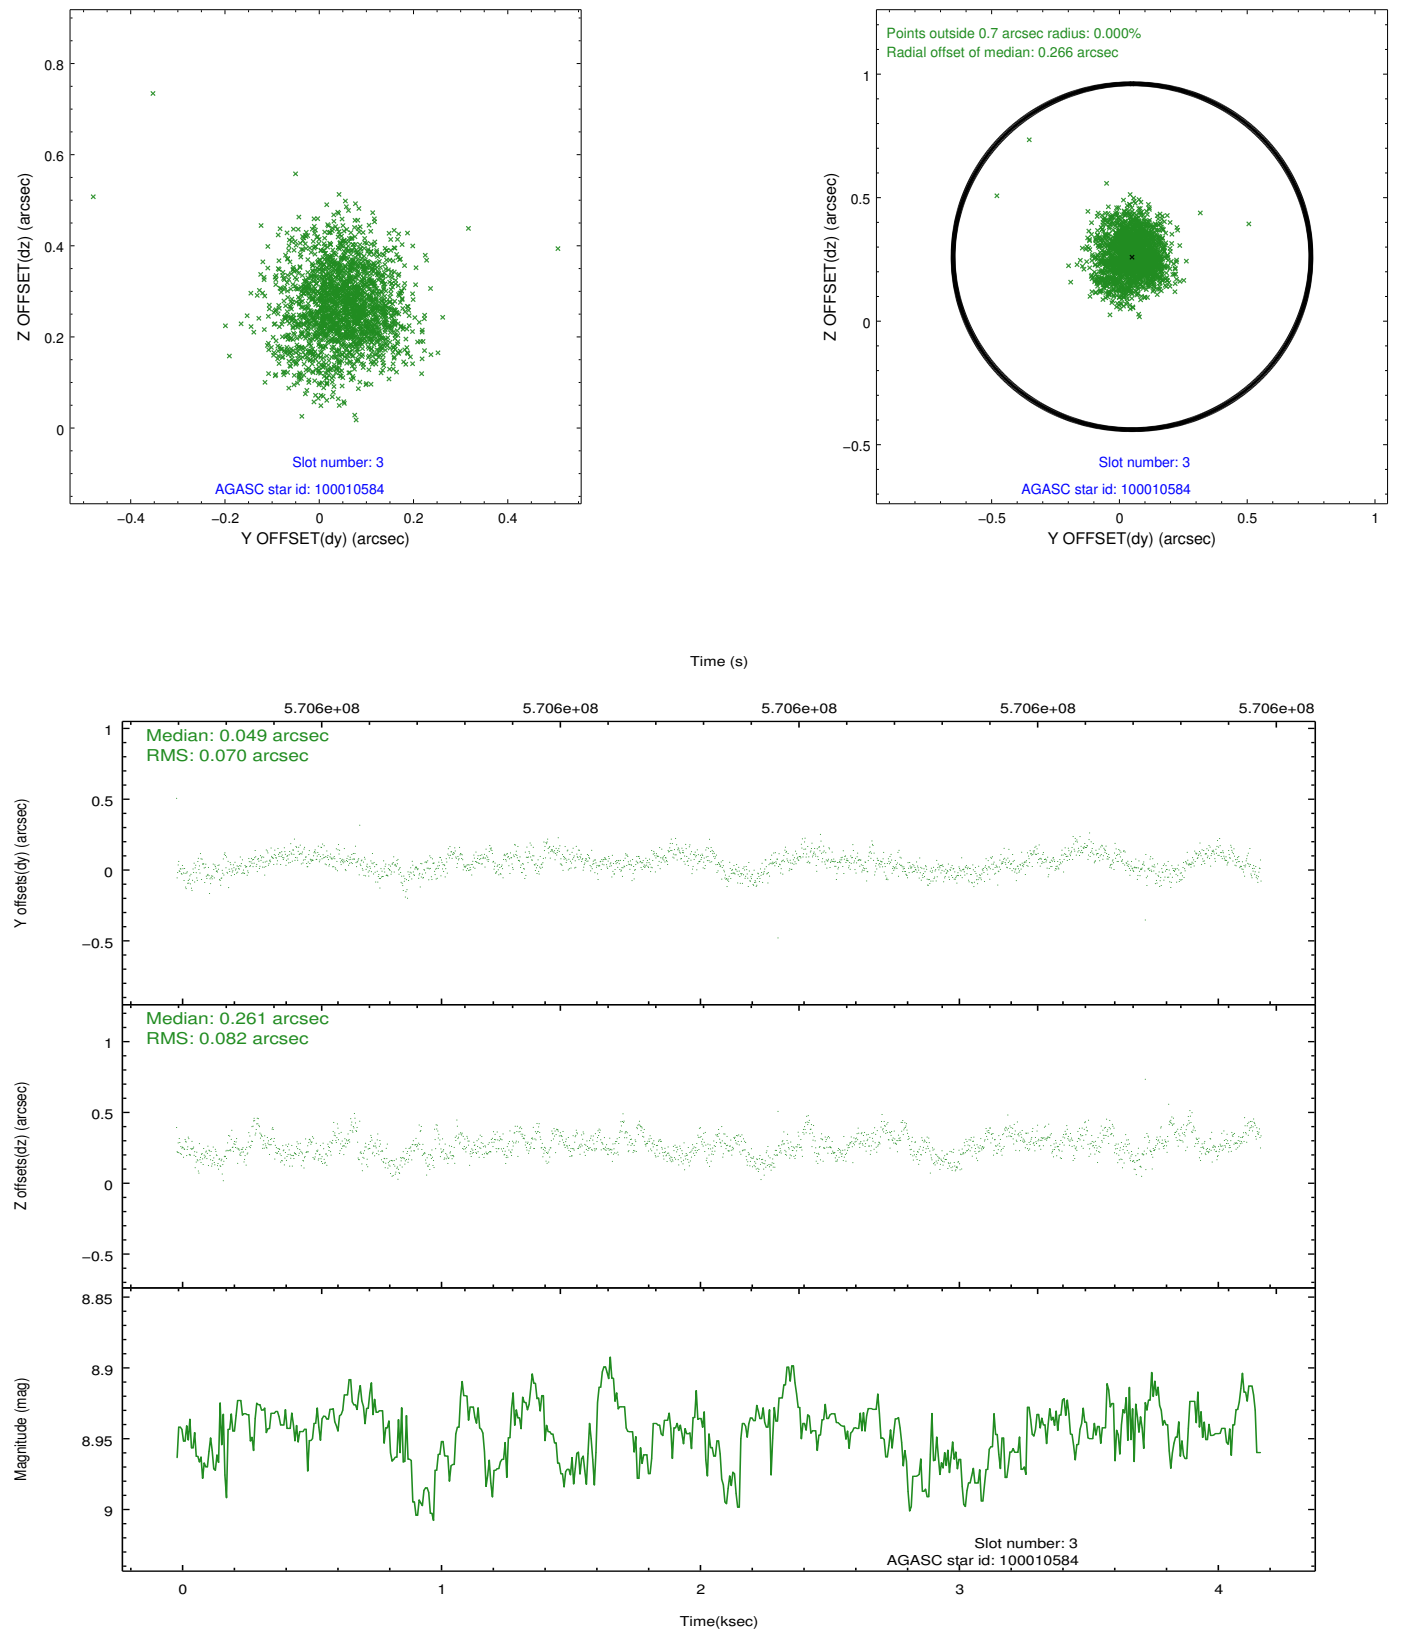 0.8
0.6
0.4
0.2
0
Z OFFSET(dz) (arcsec)
Slot number: 3
AGASC star id: 100010584
−0.4 −0.2 0 0.2 0.4
Y OFFSET(dy) (arcsec)
Points outside 0.7 arcsec radius: 0.000%
Radial offset of median: 0.266 arcsec
1
0.5
0
−0.5
Z OFFSET(dz) (arcsec)
Slot number: 3
AGASC star id: 100010584
−0.5 0 0.5 1
Y OFFSET(dy) (arcsec)
Time (s)
5.706e+08 5.706e+08 5.706e+08 5.706e+08 5.706e+08
Median: 0.049 arcsec
RMS: 0.070 arcsec
1
0.5
0
−0.5
Y offsets(dy) (arcsec)
Median: 0.261 arcsec
RMS: 0.082 arcsec
1
0.5
0
−0.5
Z offsets(dz) (arcsec)
8.85
8.9
8.95
9
Magnitude (mag)
Slot number: 3
AGASC star id: 100010584
0 1 2 3 4
Time(ksec)